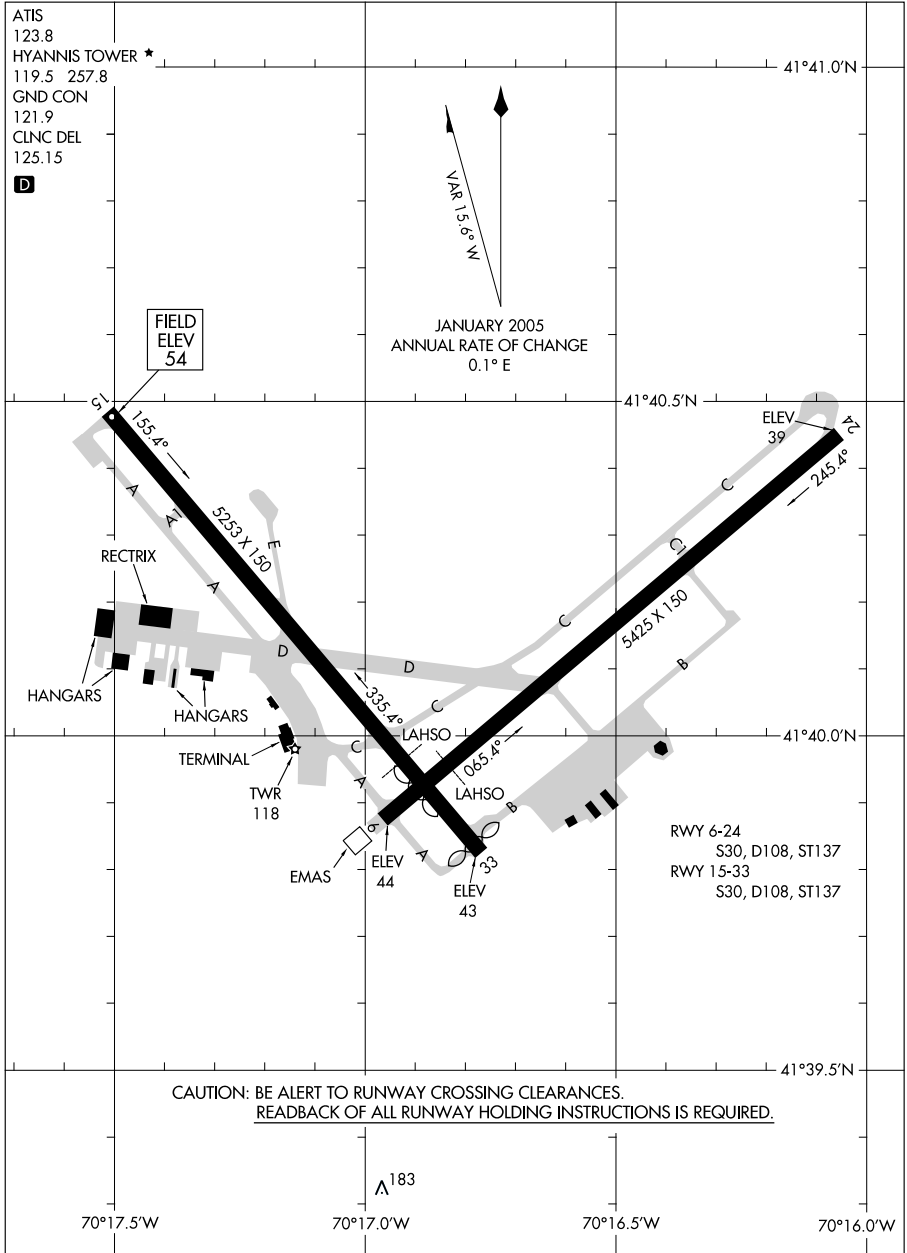 ATIS
123.8
HYANNIS TOWER ★
119.5 257.8
GND CON
121.9
CLNC DEL
125.15
D
41°41.0'N
VAR 15.6° W
JANUARY 2005
ANNUAL RATE OF CHANGE
0.1° E
FIELD
ELEV
54
41°40.5'N
15
155.4°
ELEV
39
24
245.4°
A
A1
5253 X 150
E
C
C1
RECTRIX
A
C
5425 X 150
D
D
B
HANGARS
HANGARS
335.4°
C
LAHSO
065.4°
41°40.0'N
TERMINAL
C
A
LAHSO
TWR
118
B
6
A
33
EMAS
ELEV
44
ELEV
43
RWY 6-24
S30, D108, ST137
RWY 15-33
S30, D108, ST137
41°39.5'N
CAUTION: BE ALERT TO RUNWAY CROSSING CLEARANCES.
READBACK OF ALL RUNWAY HOLDING INSTRUCTIONS IS REQUIRED.
183
70°17.5'W
70°17.0'W
70°16.5'W
70°16.0'W